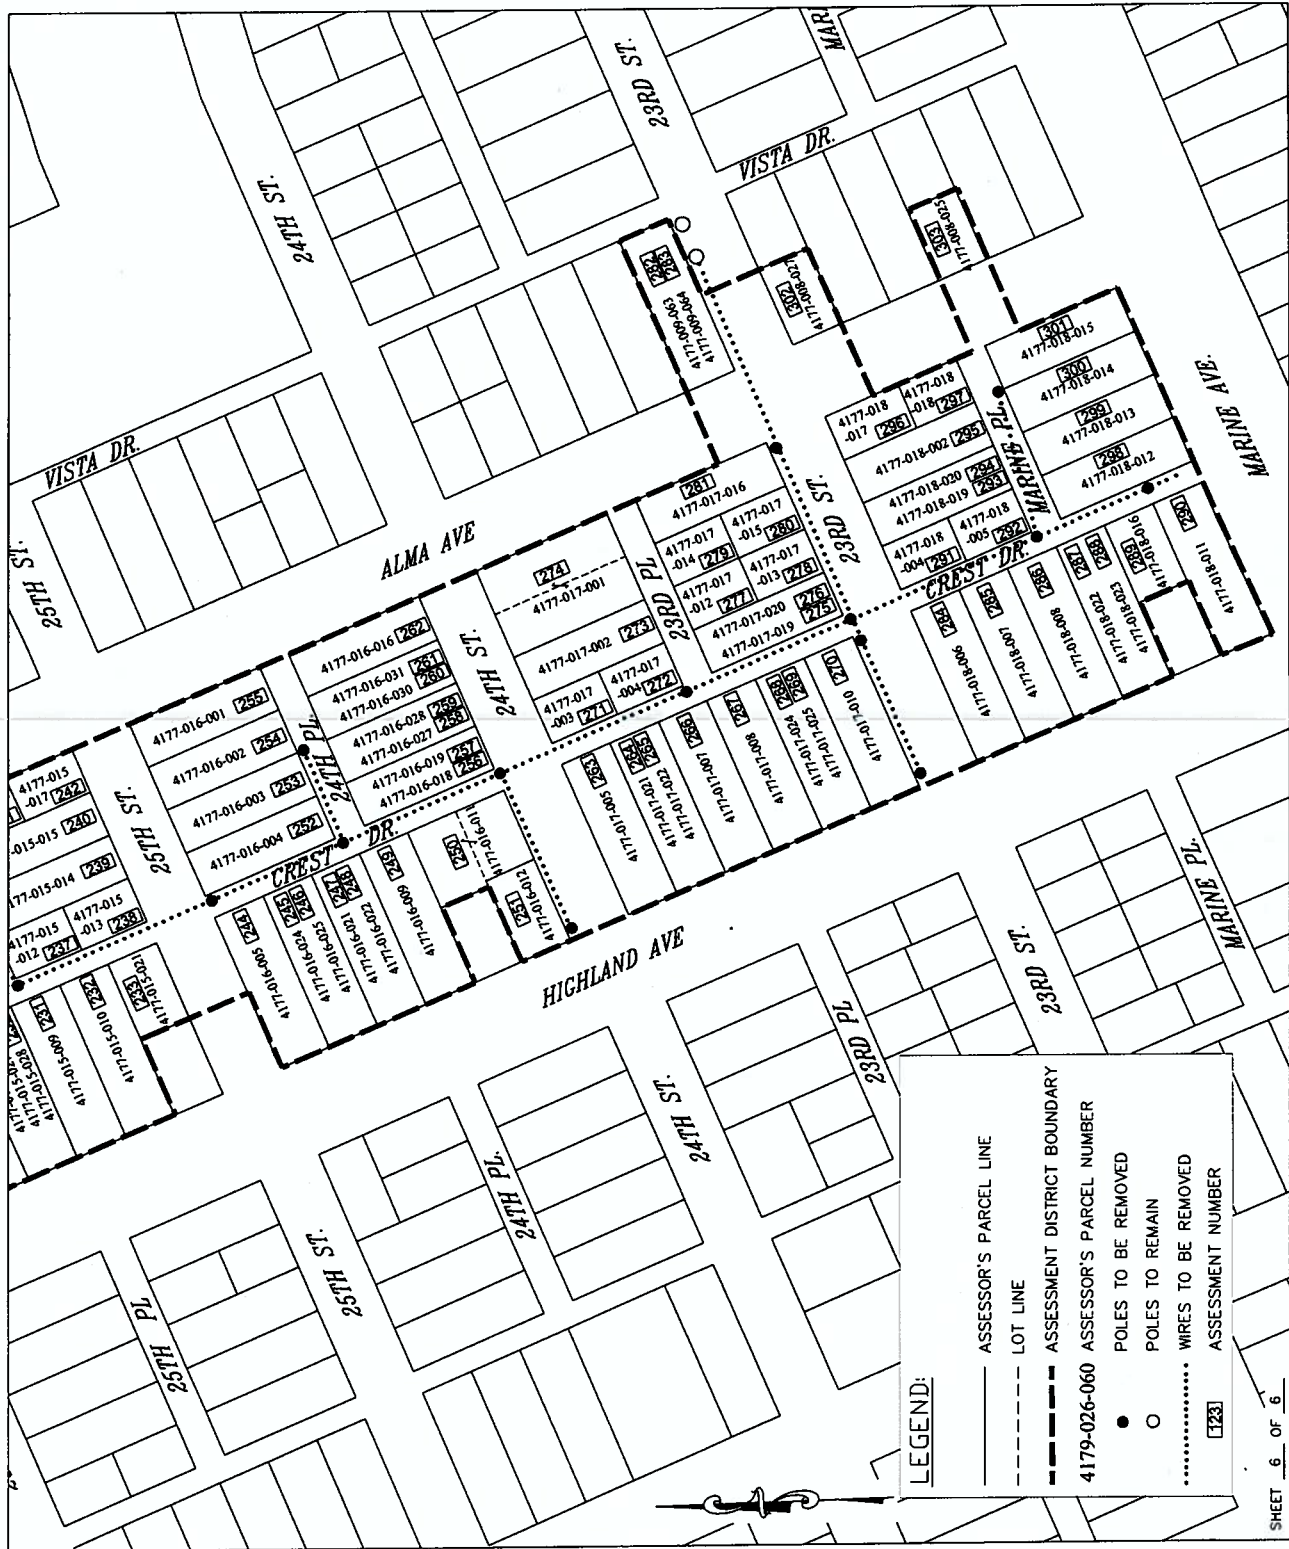 25TH ST.
VISTA DR.
24TH ST.
23RD ST.
MARI
VISTA DR.
ALMA AVE
MARINE AVE.
282
283
4177-009-063
4177-009-064
302
4177-008-027
303
4177-008-025
4177-015
-017 242
-015-015 240
177-015-014 239
4177-015
-013 238
4177-015
-012 237
25TH ST.
4177-016-001 255
4177-016-002 254
4177-016-003 253
4177-016-004 252
24TH PL.
4177-016-016 262
4177-016-031 261
4177-016-030 260
4177-016-028 259
4177-016-027 258
4177-016-019 257
4177-016-018 256
24TH ST.
274
4177-017-001
4177-017-002 273
4177-017
-004 272
4177-017
-003 271
23RD PL
281
4177-017-016
4177-017
-015 280
4177-017
-014 279
4177-017
-013 278
4177-017
-012 277
4177-017-020 276
4177-017-019 275
23RD ST.
4177-018
-017 296
4177-018
-018 297
4177-018-002 295
4177-018-020 294
4177-018-019 293
4177-018
-005 292
4177-018
-004 291
MARINE PL
301
4177-018-015
300
4177-018-014
299
4177-018-013
298
4177-018-012
CREST DR.
CREST DR.
4177-015-028
4177-015-009 231
4177-015-010 232
233
4177-015-021
4177-016-005 244
4177-016-024 245
4177-016-025 246
4177-016-021 247
4177-016-022 248
4177-016-009 249
250
4177-016-011
251
4177-016-012
4177-017-005 263
4177-017-021 264
4177-017-022 265
4177-017-007 266
4177-017-008 267
4177-017-024 268
4177-017-025 269
4177-017-010 270
4177-018-006 284
4177-018-007 285
4177-018-008 286
4177-018-022 287
4177-018-023 288
4177-018-016 289
4177-018-011 290
HIGHLAND AVE
25TH PL
25TH ST.
24TH PL.
24TH ST.
23RD PL
23RD ST.
MARINE PL.
LEGEND:
ASSESSOR'S PARCEL LINE
LOT LINE
ASSESSMENT DISTRICT BOUNDARY
4179-026-060 ASSESSOR'S PARCEL NUMBER
POLES TO BE REMOVED
POLES TO REMAIN
WIRES TO BE REMOVED
123 ASSESSMENT NUMBER
SHEET 6 OF 6